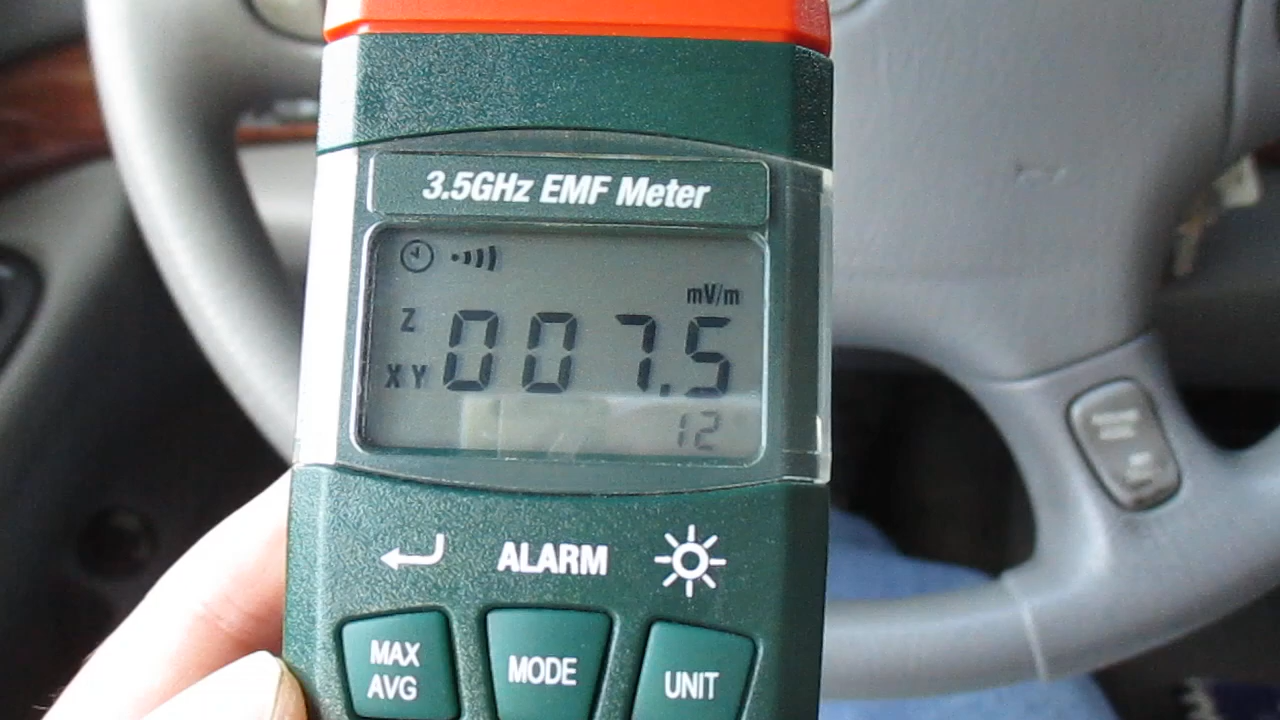 3.5GHz EMF Meter
mV/m
Z
XY
007.5
12
ALARM
MAX
AVG
MODE
UNIT